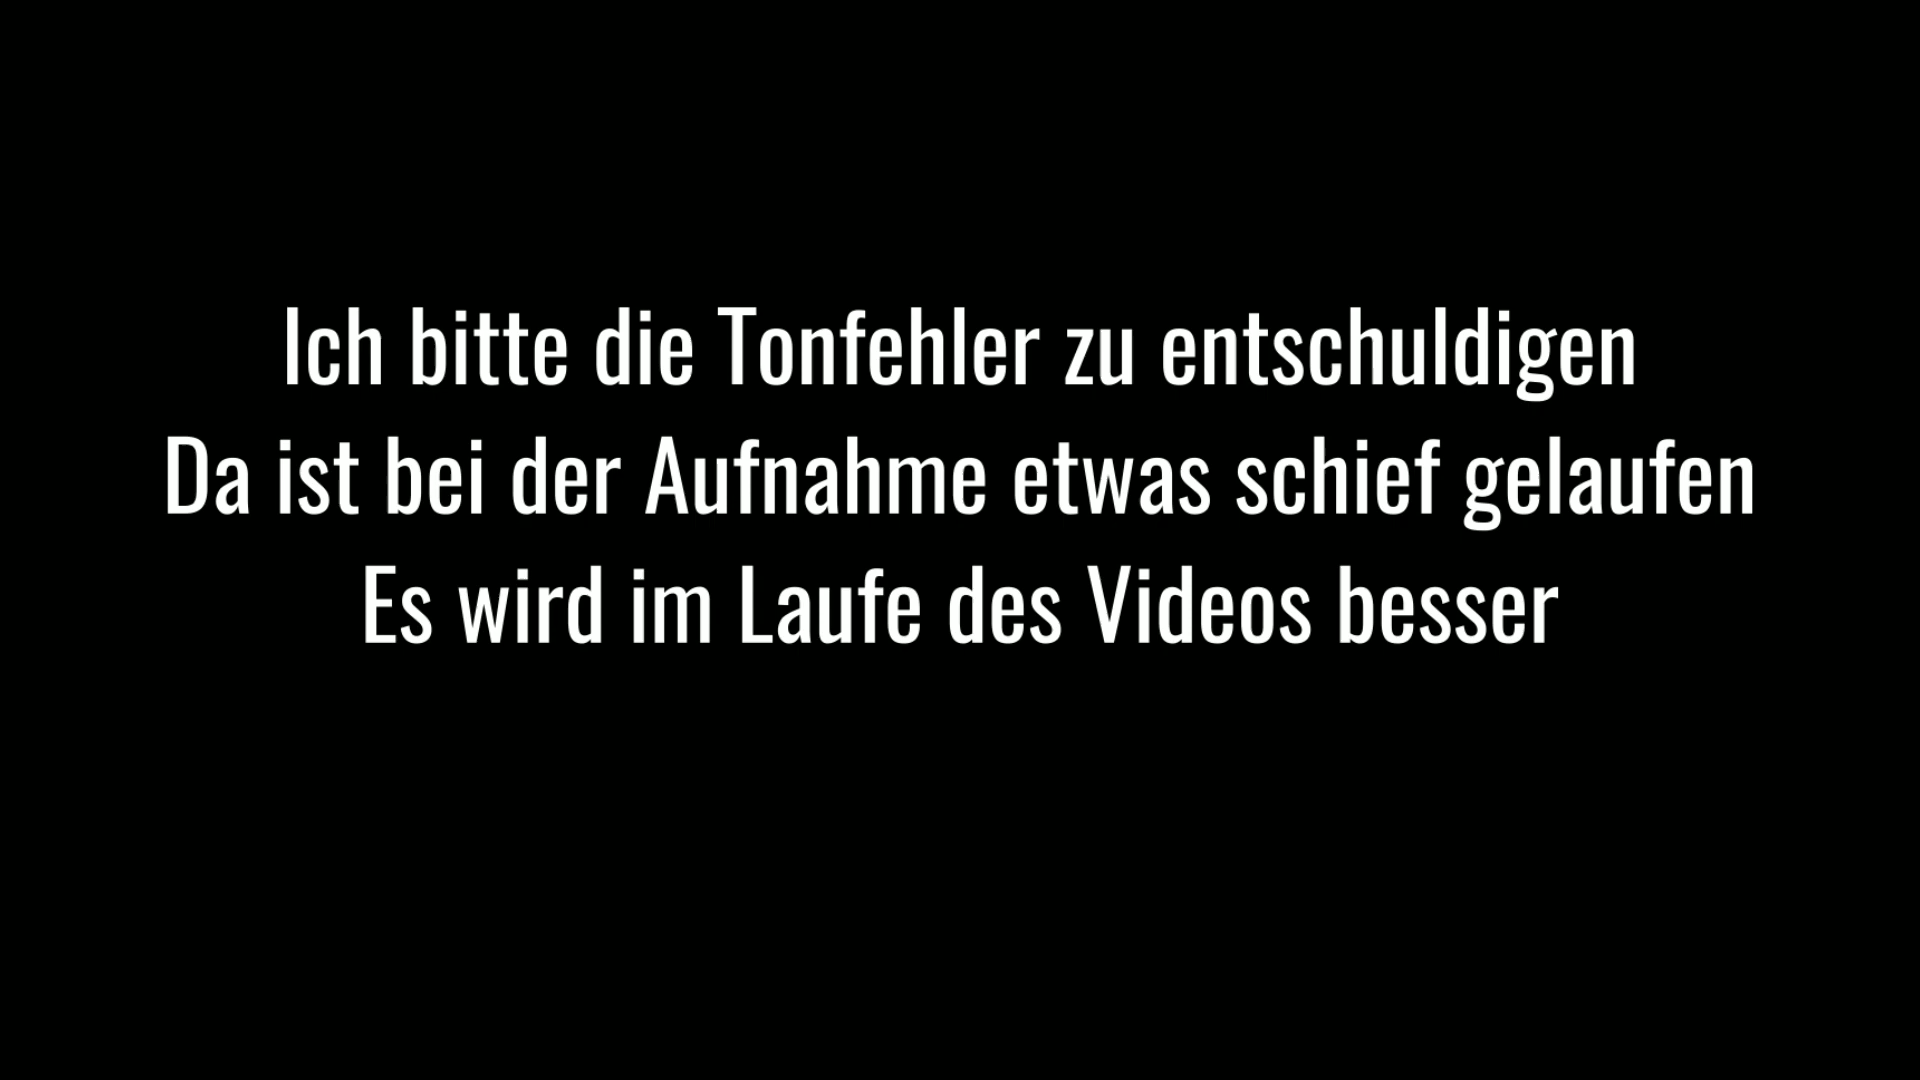 Ich bitte die Tonfehler zu entschuldigen
Da ist bei der Aufnahme etwas schief gelaufen
Es wird im Laufe des Videos besser